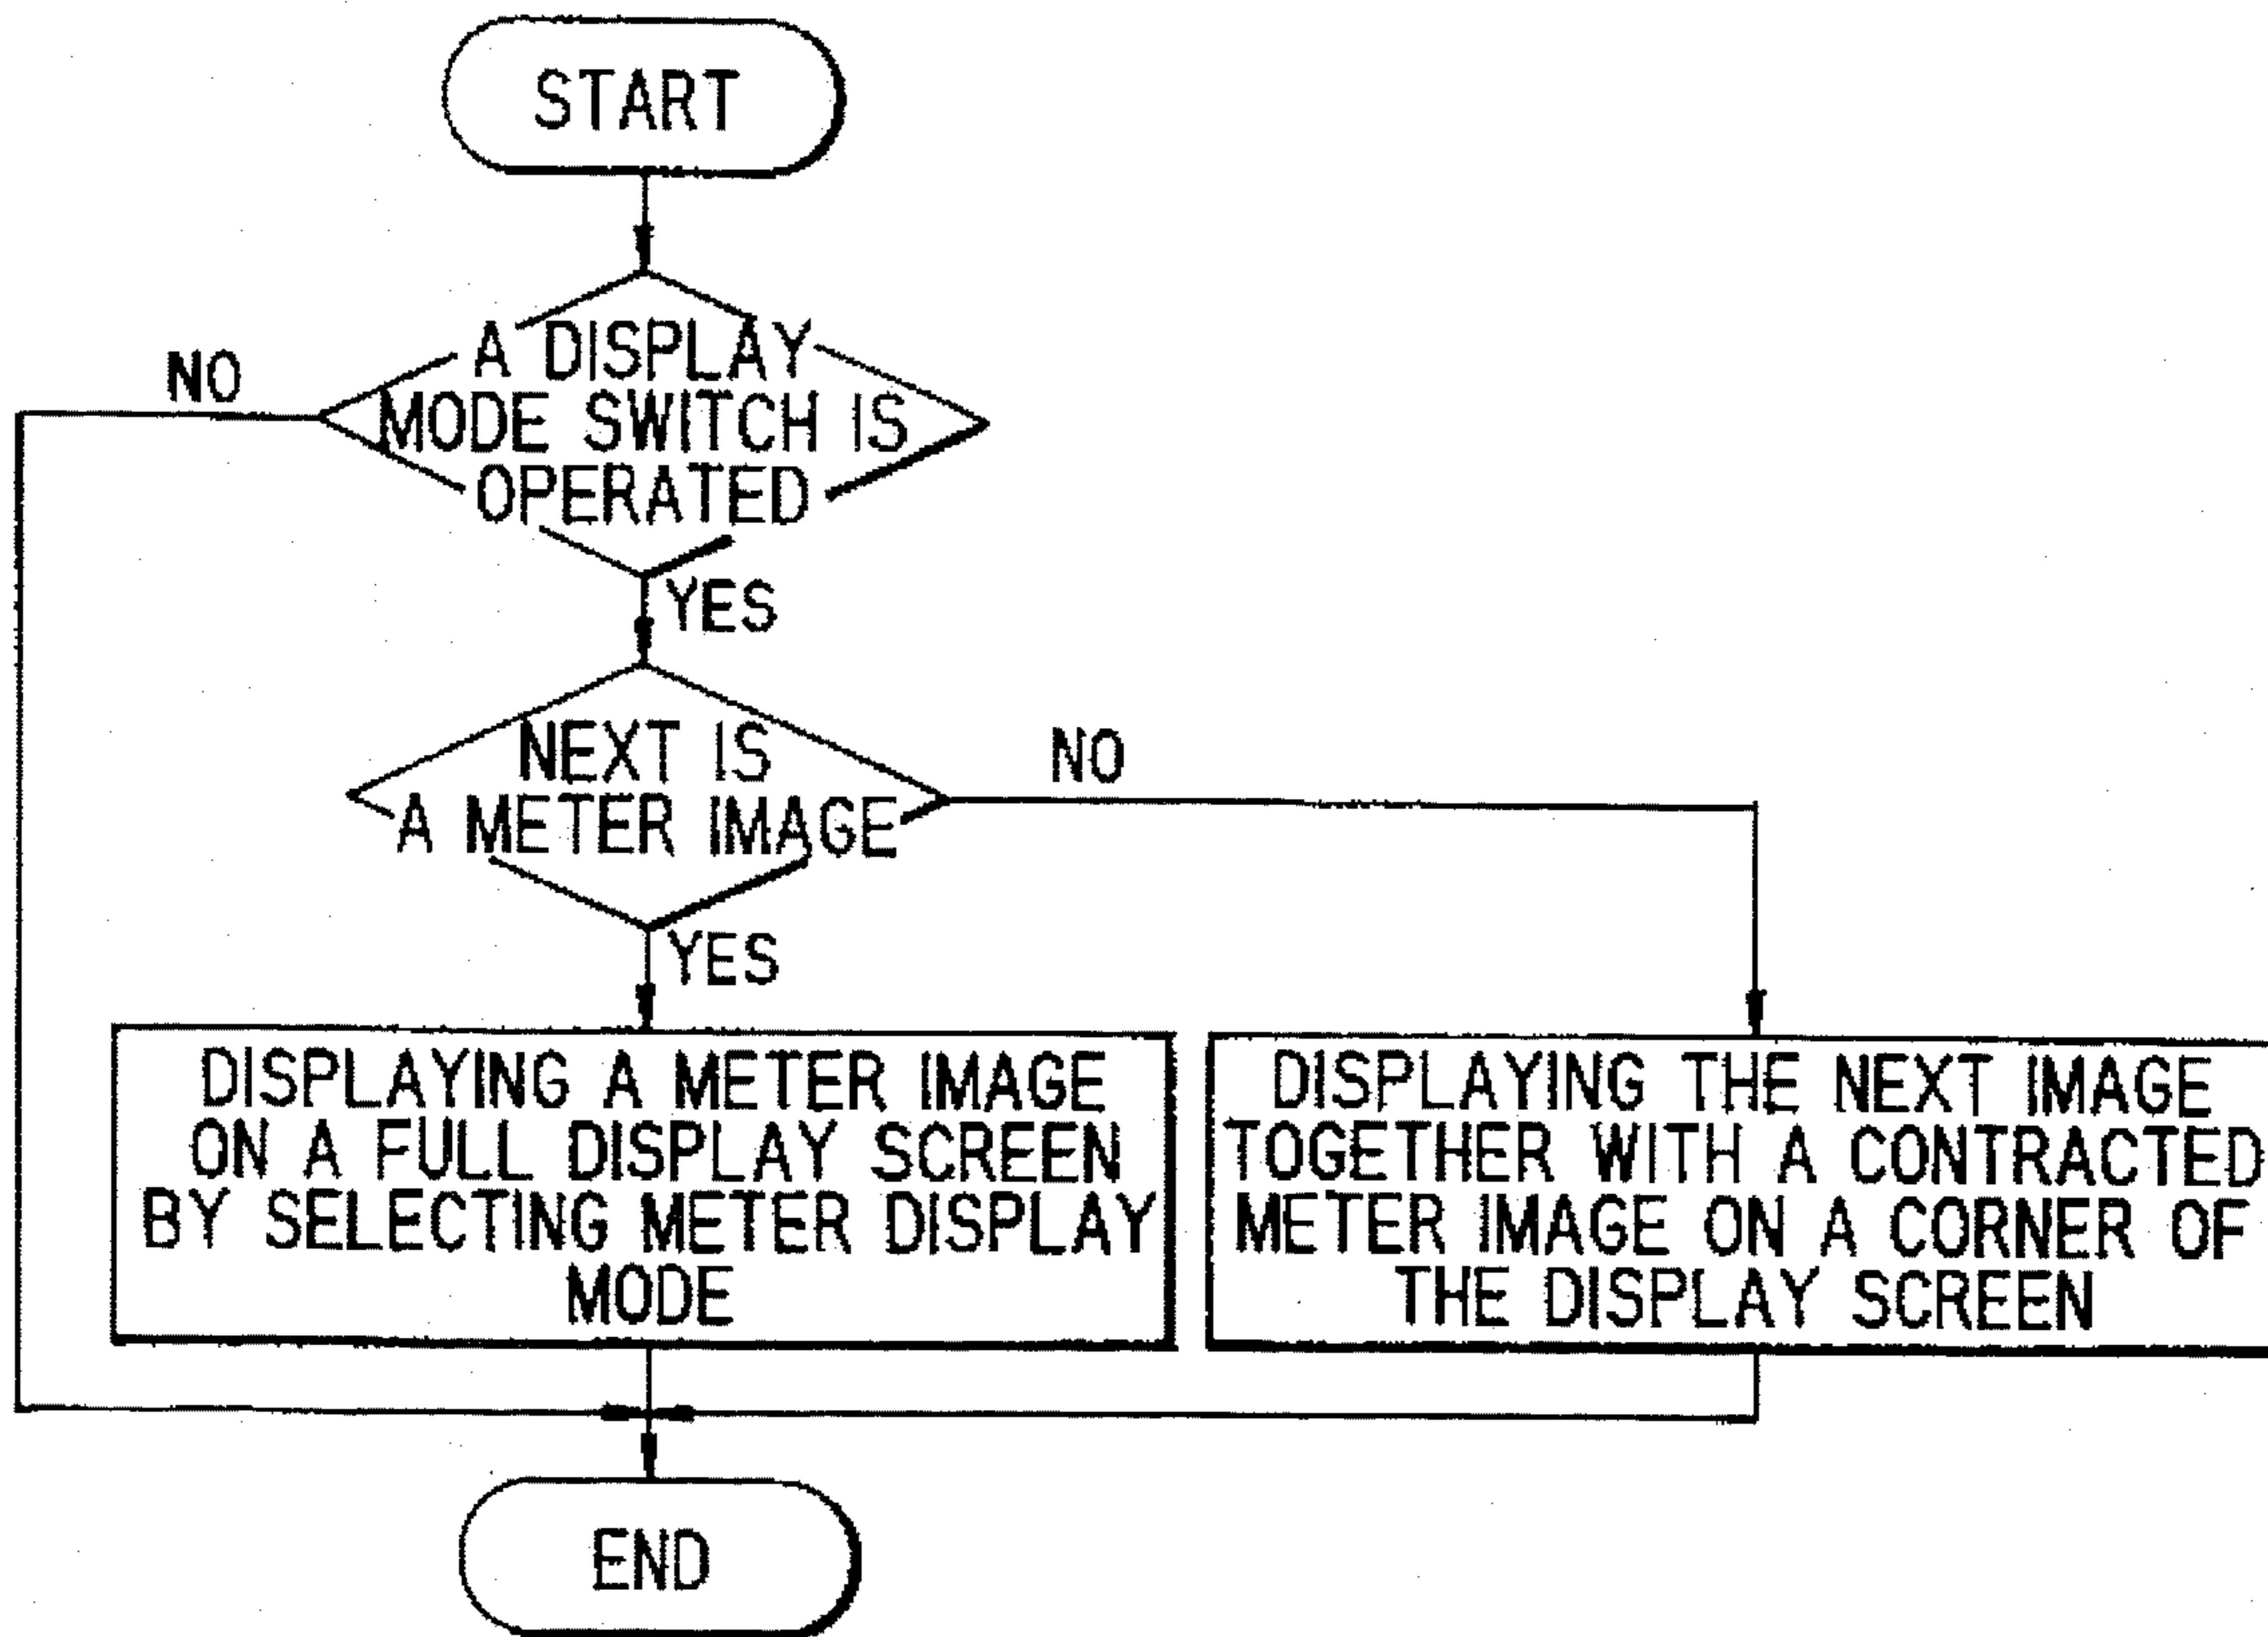 START
A DISPLAY
MODE SWITCH IS
OPERATED
NO
YES
NEXT IS
A METER IMAGE
NO
YES
DISPLAYING A METER IMAGE
ON A FULL DISPLAY SCREEN
BY SELECTING METER DISPLAY
MODE
DISPLAYING THE NEXT IMAGE
TOGETHER WITH A CONTRACTED
METER IMAGE ON A CORNER OF
THE DISPLAY SCREEN
END